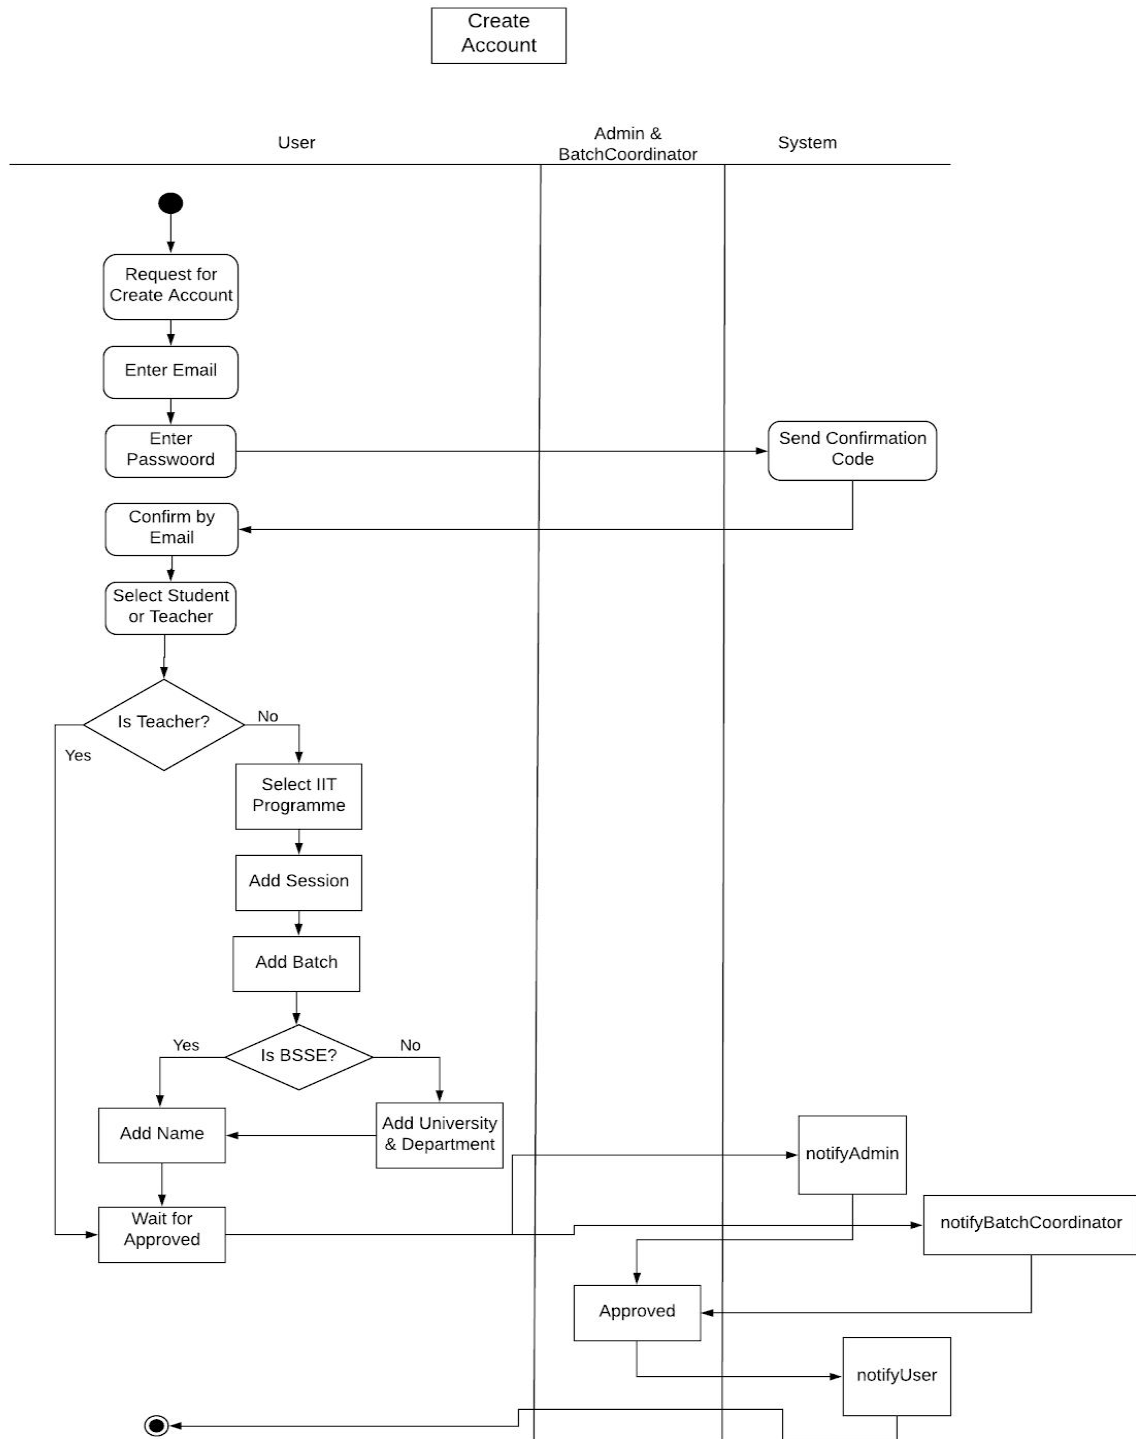 Create
Account
User
Admin &
BatchCoordinator
System
Request for
Create Account
Enter Email
Enter
Passwoord
Send Confirmation
Code
Confirm by
Email
Select Student
or Teacher
Is Teacher?
No
Yes
Select IIT
Programme
Add Session
Add Batch
Is BSSE?
Yes
No
Add Name
Add University
& Department
notifyAdmin
Wait for
Approved
notifyBatchCoordinator
Approved
notifyUser